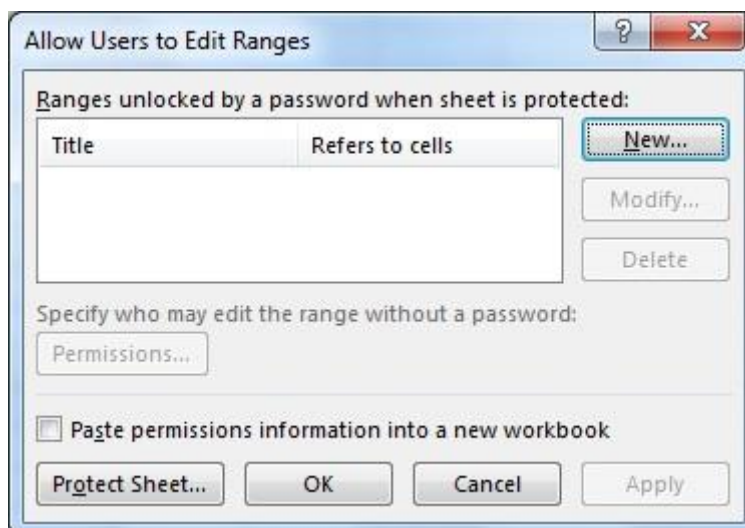 Allow Users to Edit Ranges
?
X
Ranges unlocked by a password when sheet is protected:
Title Refers to cells New...
Modify...
Delete
Specify who may edit the range without a password:
Permissions...
Paste permissions information into a new workbook
Protect Sheet... OK Cancel Apply